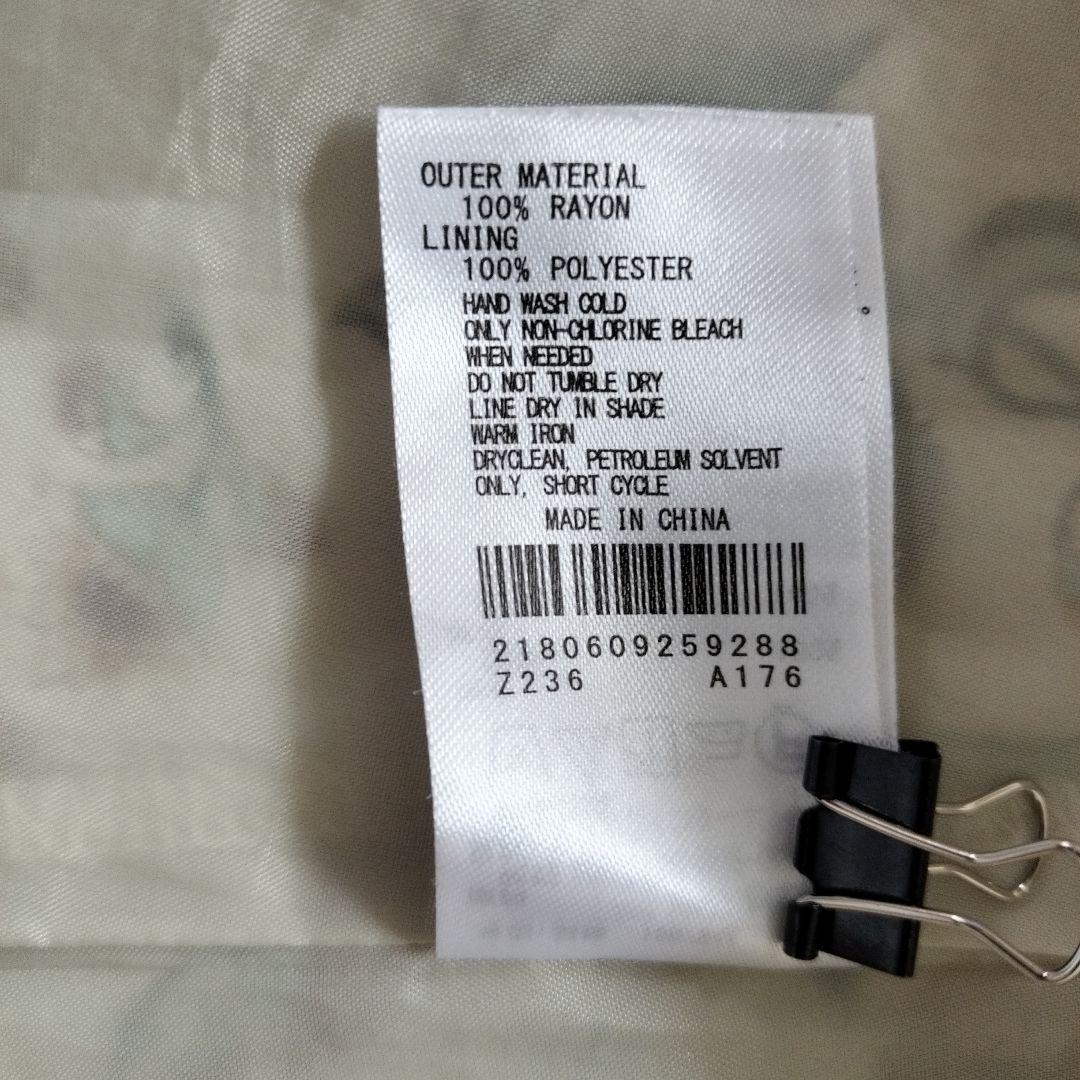 OUTER MATERIAL
100% RAYON
LINING
100% POLYESTER
HAND WASH COLD
ONLY NON-CHLORINE BLEACH
WHEN NEEDED
DO NOT TUMBLE DRY
LINE DRY IN SHADE
WARM IRON
DRYCLEAN, PETROLEUM SOLVENT
ONLY, SHORT CYCLE
MADE IN CHINA
2180609259288
Z236 A176